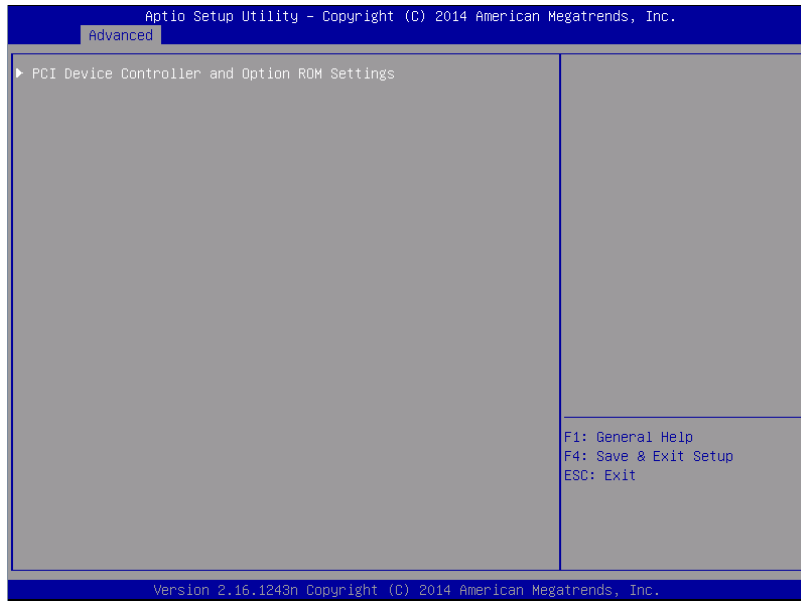 Aptio Setup Utility – Copyright (C) 2014 American Megatrends, Inc.
Advanced
▶ PCI Device Controller and Option ROM Settings
F1: General Help
F4: Save & Exit Setup
ESC: Exit
Version 2.16.1243n Copyright (C) 2014 American Megatrends, Inc.